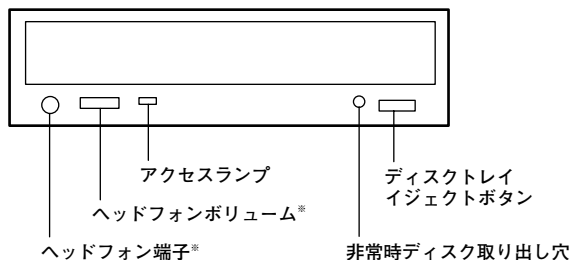 アクセスランプ
ディスクトレイ
イジェクトボタン
ヘッドフォンボリューム※
ヘッドフォン端子※
非常時ディスク取り出し穴